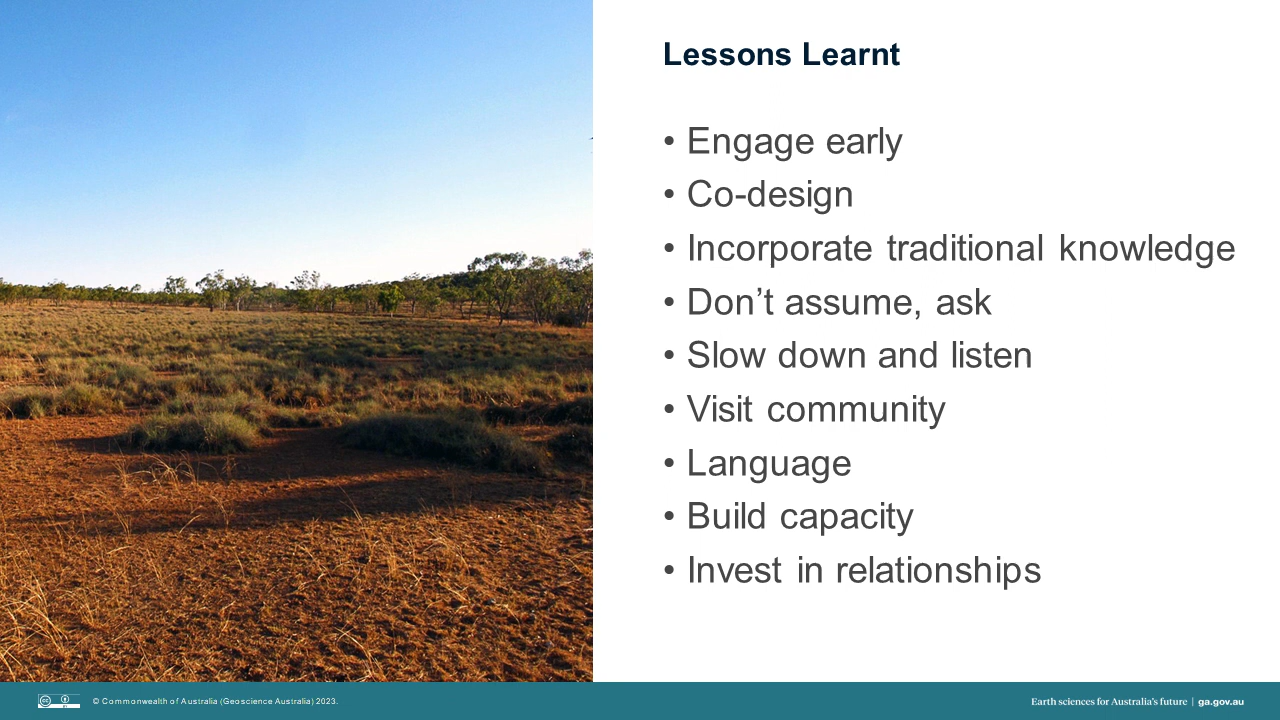 Lessons Learnt
• Engage early
• Co-design
• Incorporate traditional knowledge
• Don’t assume, ask
• Slow down and listen
• Visit community
• Language
• Build capacity
• Invest in relationships
© Commonwealth of Australia (Geoscience Australia) 2023.
Earth sciences for Australia’s future | ga.gov.au